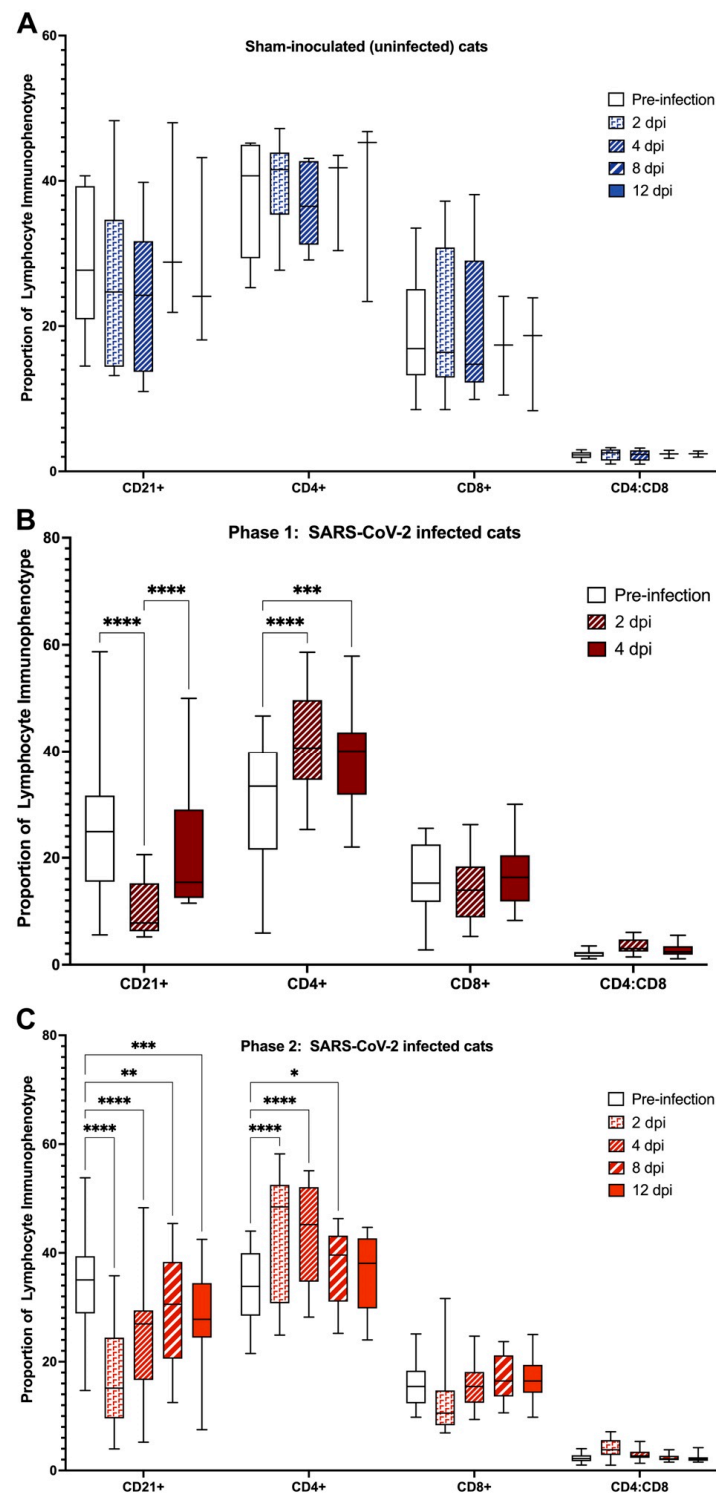 A
Sham-inoculated (uninfected) cats
Proportion of Lymphocyte Immunophenotype
60
40
20
0
Pre-infection
2 dpi
4 dpi
8 dpi
12 dpi
CD21+ CD4+ CD8+ CD4:CD8
B
Phase 1: SARS-CoV-2 infected cats
Proportion of Lymphocyte Immunophenotype
80
60
40
20
0
**** *** 
**** ****
Pre-infection
2 dpi
4 dpi
CD21+ CD4+ CD8+ CD4:CD8
C
Phase 2: SARS-CoV-2 infected cats
Proportion of Lymphocyte Immunophenotype
80
60
40
20
0
***
** *
**** ****
**** ****
Pre-infection
2 dpi
4 dpi
8 dpi
12 dpi
CD21+ CD4+ CD8+ CD4:CD8